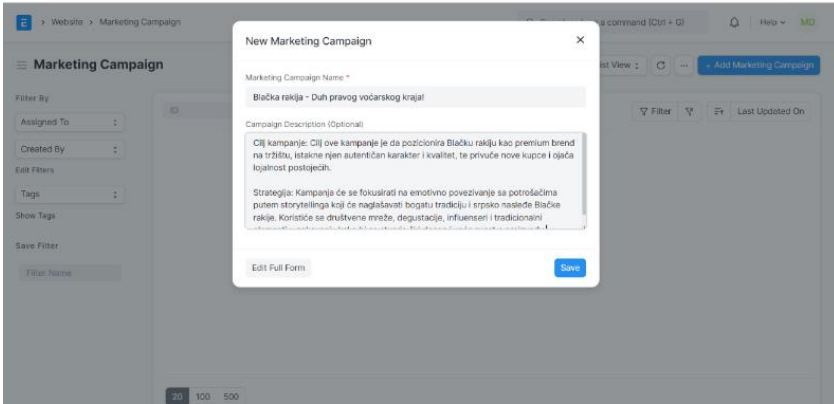 E > Website > Marketing Campaign
a command (Ctrl + G)
Help
MD
New Marketing Campaign
Marketing Campaign
ist View
+ Add Marketing Campaign
Marketing Campaign Name *
Filter By
Blačka rakija - Duh pravog voćarskog kraja!
ID
Filter
Last Updated On
Assigned To
Campaign Description (Optional)
Cilj kampanje: Cilj ove kampanje je da pozicionira Blačku rakiju kao premium brend
na tržištu, istakne njen autentičan karakter i kvalitet, te privuče nove kupce i ojača
lojalnost postojećih.
Created By
Edit Filters
Tags
Strategija: Kampanja će se fokusirati na emotivno povezivanje sa potrošačima
putem storytellinga koji će naglašavati bogatu tradiciju i srpsko nasleđe Blačke
rakije. Koristiće se društvene mreže, degustacije, influenseri i tradicionalni
Show Tags
Save Filter
Filter Name
Edit Full Form
Save
20 100 500